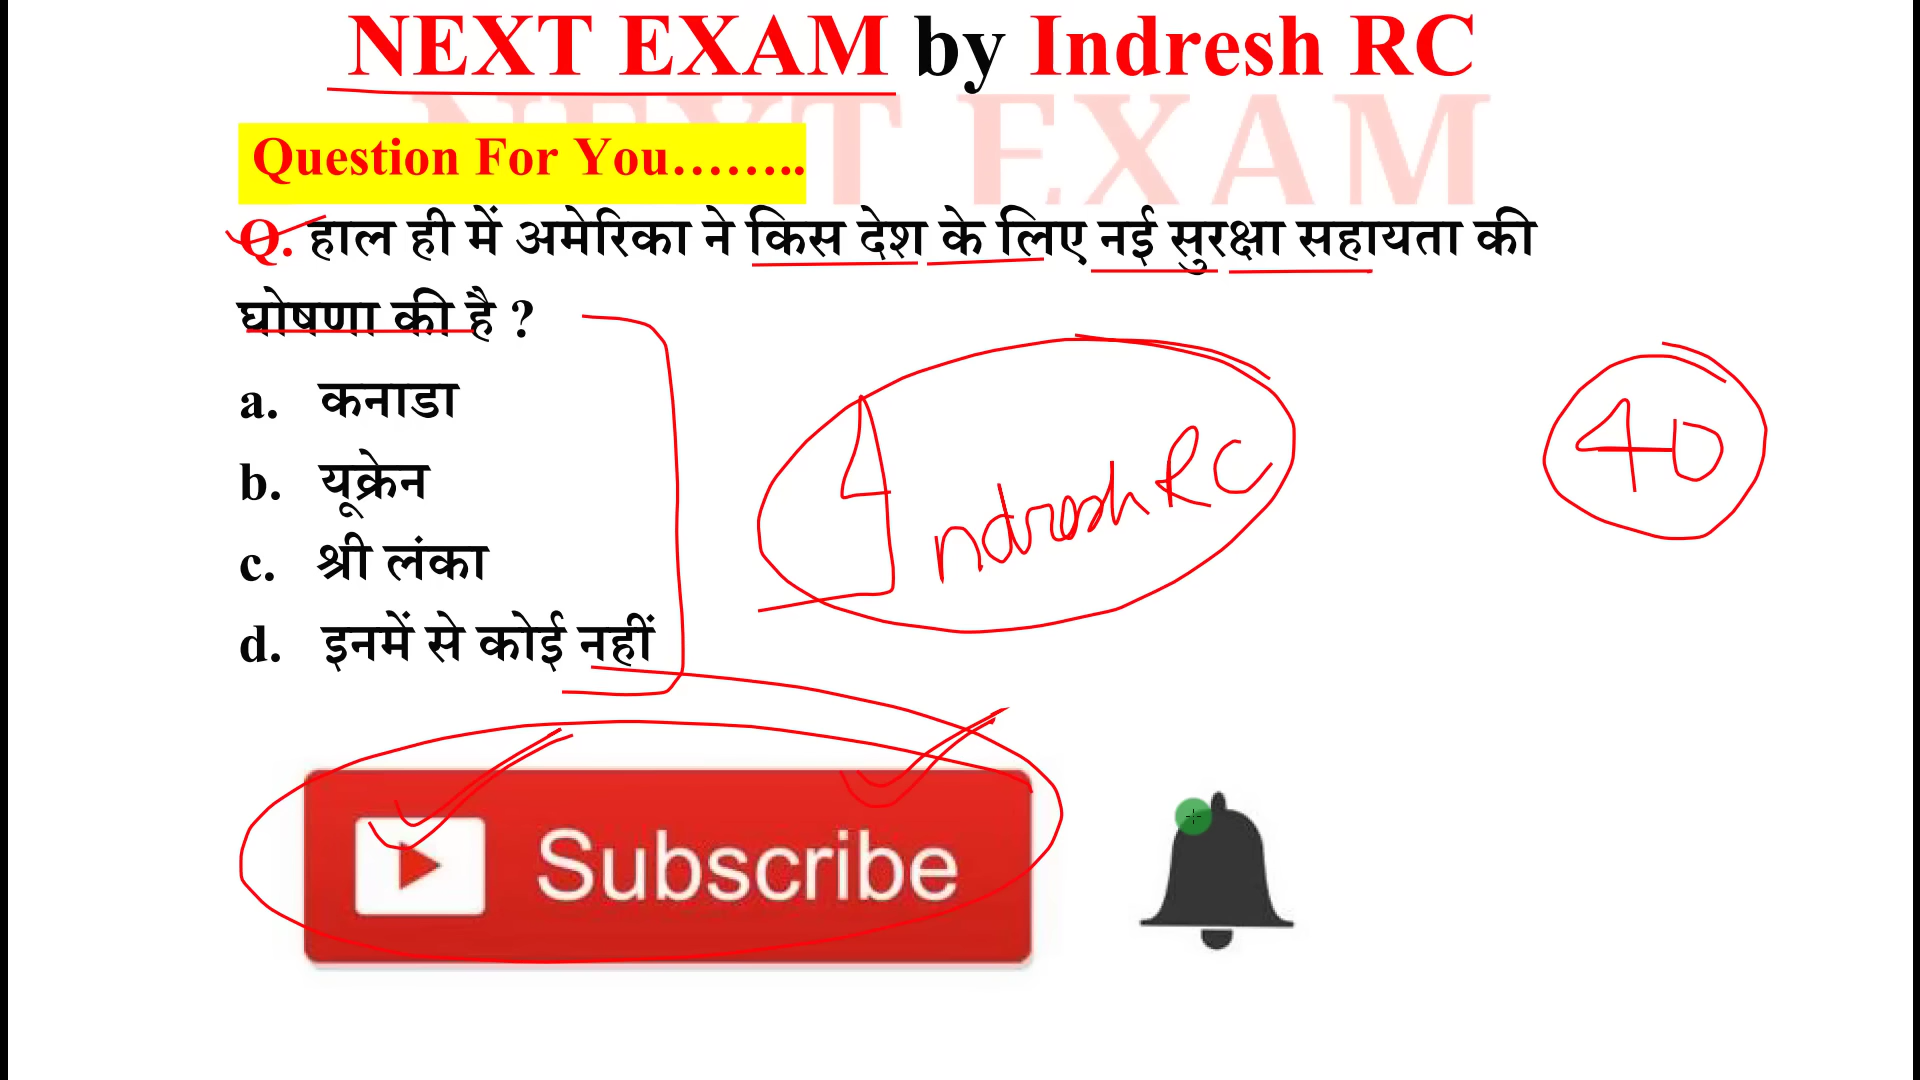 NEXT EXAM by Indresh RC
NEXT EXAM
Question For You……..
Q. हाल ही में अमेरिका ने किस देश के लिए नई सुरक्षा सहायता की
घोषणा की है ?
a. कनाडा
b. यूक्रेन
c. श्री लंका
d. इनमें से कोई नहीं
Indresh RC
40
Subscribe